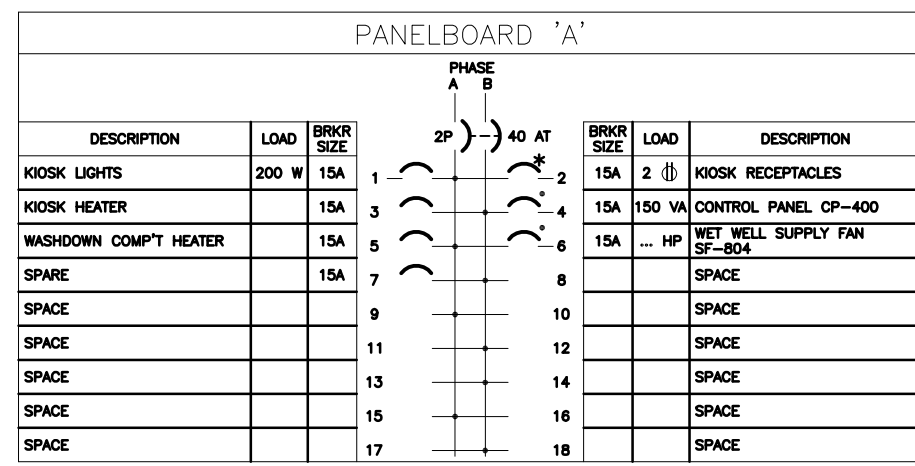 PANELBOARD 'A'
PHASE
A B
DESCRIPTION LOAD BRKR SIZE 2P 40 AT BRKR SIZE LOAD DESCRIPTION
KIOSK LIGHTS 200 W 15A 1 * 2 15A 2 KIOSK RECEPTACLES
KIOSK HEATER 15A 3 4 15A 150 VA CONTROL PANEL CP-400
WASHDOWN COMP'T HEATER 15A 5 6 15A ... HP WET WELL SUPPLY FAN SF-804
SPARE 15A 7 8 SPACE
SPACE 9 10 SPACE
SPACE 11 12 SPACE
SPACE 13 14 SPACE
SPACE 15 16 SPACE
SPACE 17 18 SPACE